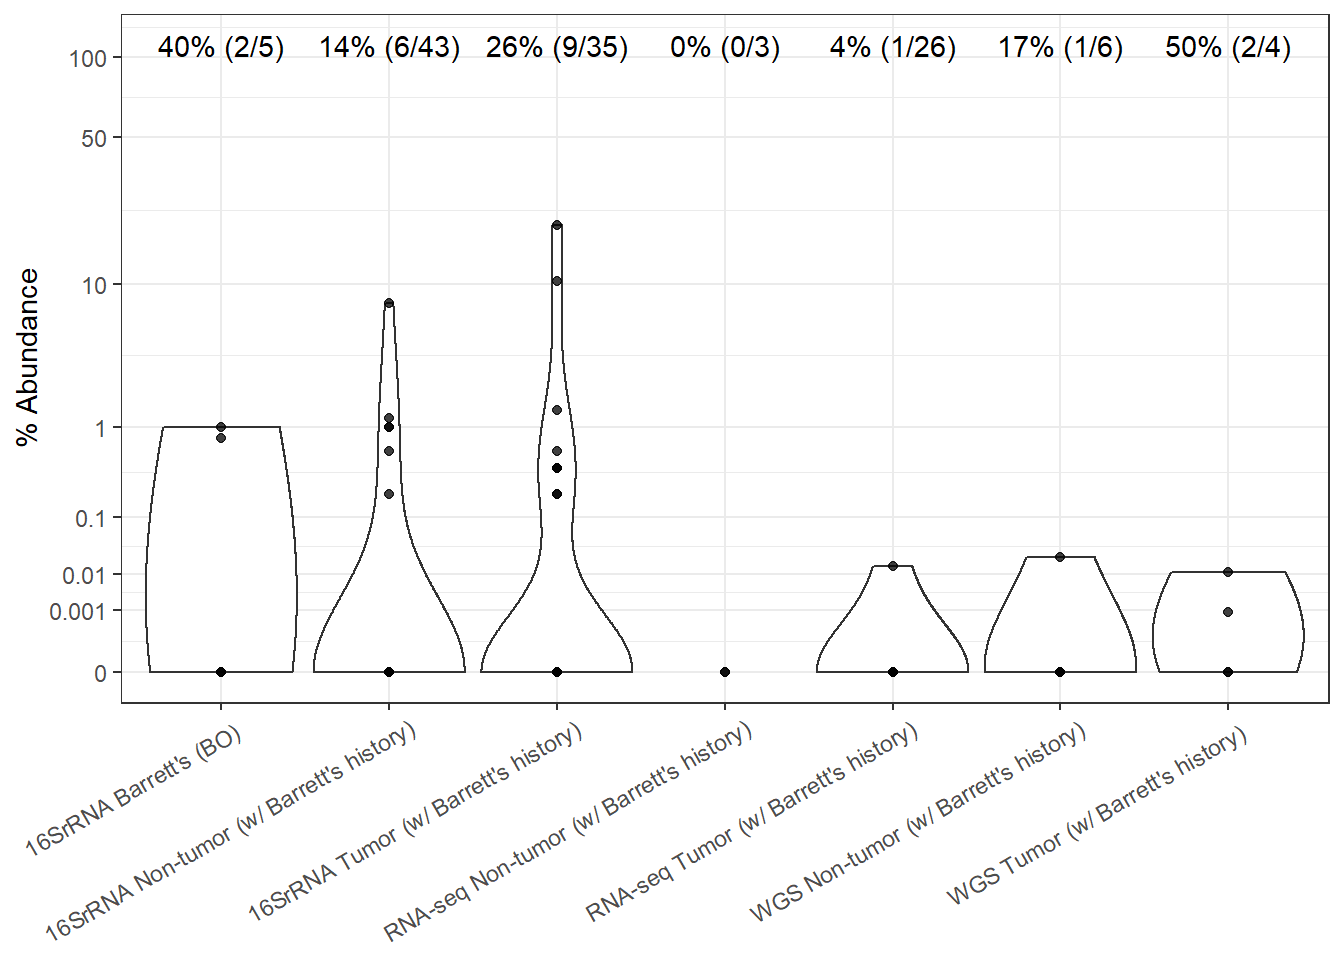 40% (2/5) 14% (6/43) 26% (9/35) 0% (0/3) 4% (1/26) 17% (1/6) 50% (2/4)
% Abundance
100
50
10
1
0.1
0.01
0.001
0
16SrRNA Barrett's (BO)
16SrRNA Non-tumor (w/ Barrett's history)
16SrRNA Tumor (w/ Barrett's history)
RNA-seq Non-tumor (w/ Barrett's history)
RNA-seq Tumor (w/ Barrett's history)
WGS Non-tumor (w/ Barrett's history)
WGS Tumor (w/ Barrett's history)